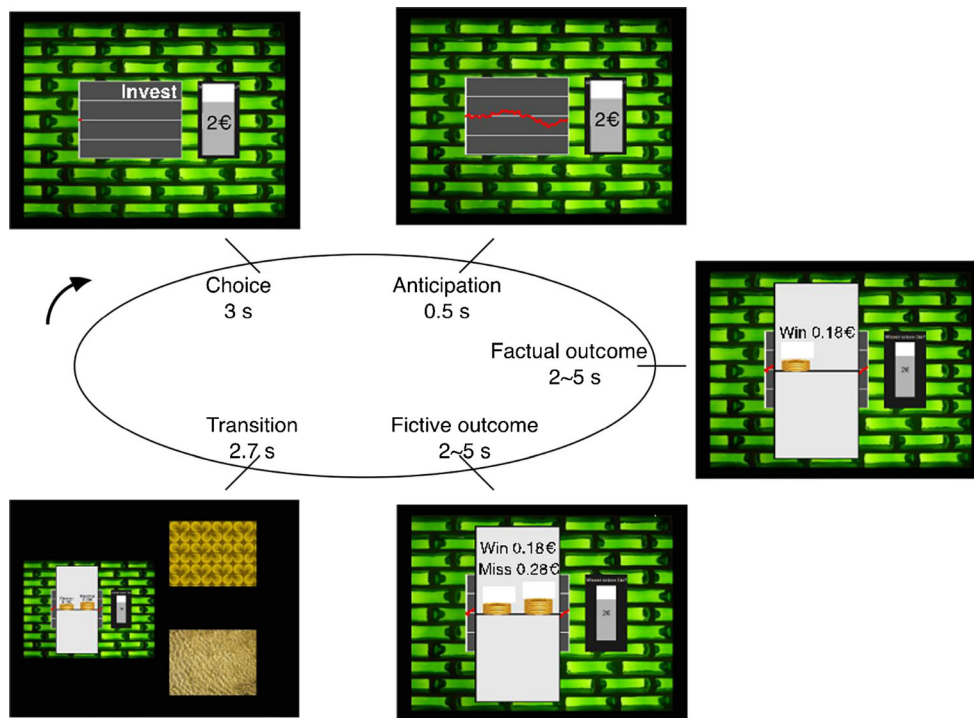 Invest
2€
2€
Choice
3 s
Anticipation
0.5 s
Factual outcome
2~5 s
Win 0.18€
2€
Transition
2.7 s
Fictive outcome
2~5 s
Win 0.18€
Miss 0.28€
2€